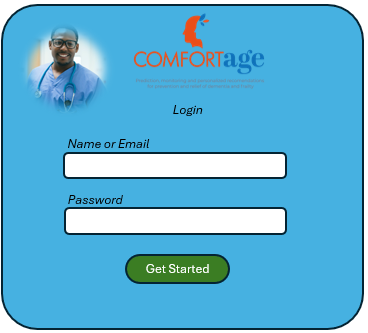 COMFORTage
Login
Name or Email
Password
Get Started